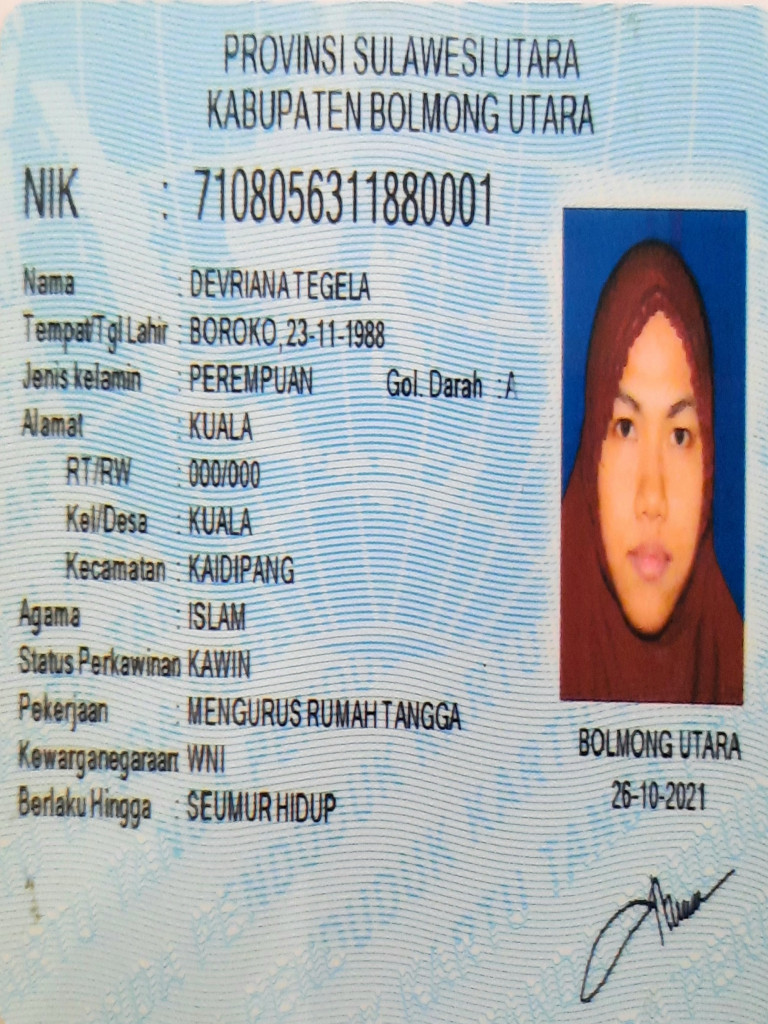 PROVINSI SULAWESI UTARA
KABUPATEN BOLMONG UTARA
NIK : 7108056311880001
Nama : DEVRIANA TEGELA
Tempat/Tgl Lahir : BOROKO, 23-11-1988
Jenis kelamin : PEREMPUAN Gol. Darah : A
Alamat : KUALA
RT/RW : 000/000
Kel/Desa : KUALA
Kecamatan : KAIDIPANG
Agama : ISLAM
Status Perkawinan KAWIN
Pekerjaan : MENGURUS RUMAH TANGGA
Kewarganegaraan WNI
Berlaku Hingga : SEUMUR HIDUP
BOLMONG UTARA
26-10-2021